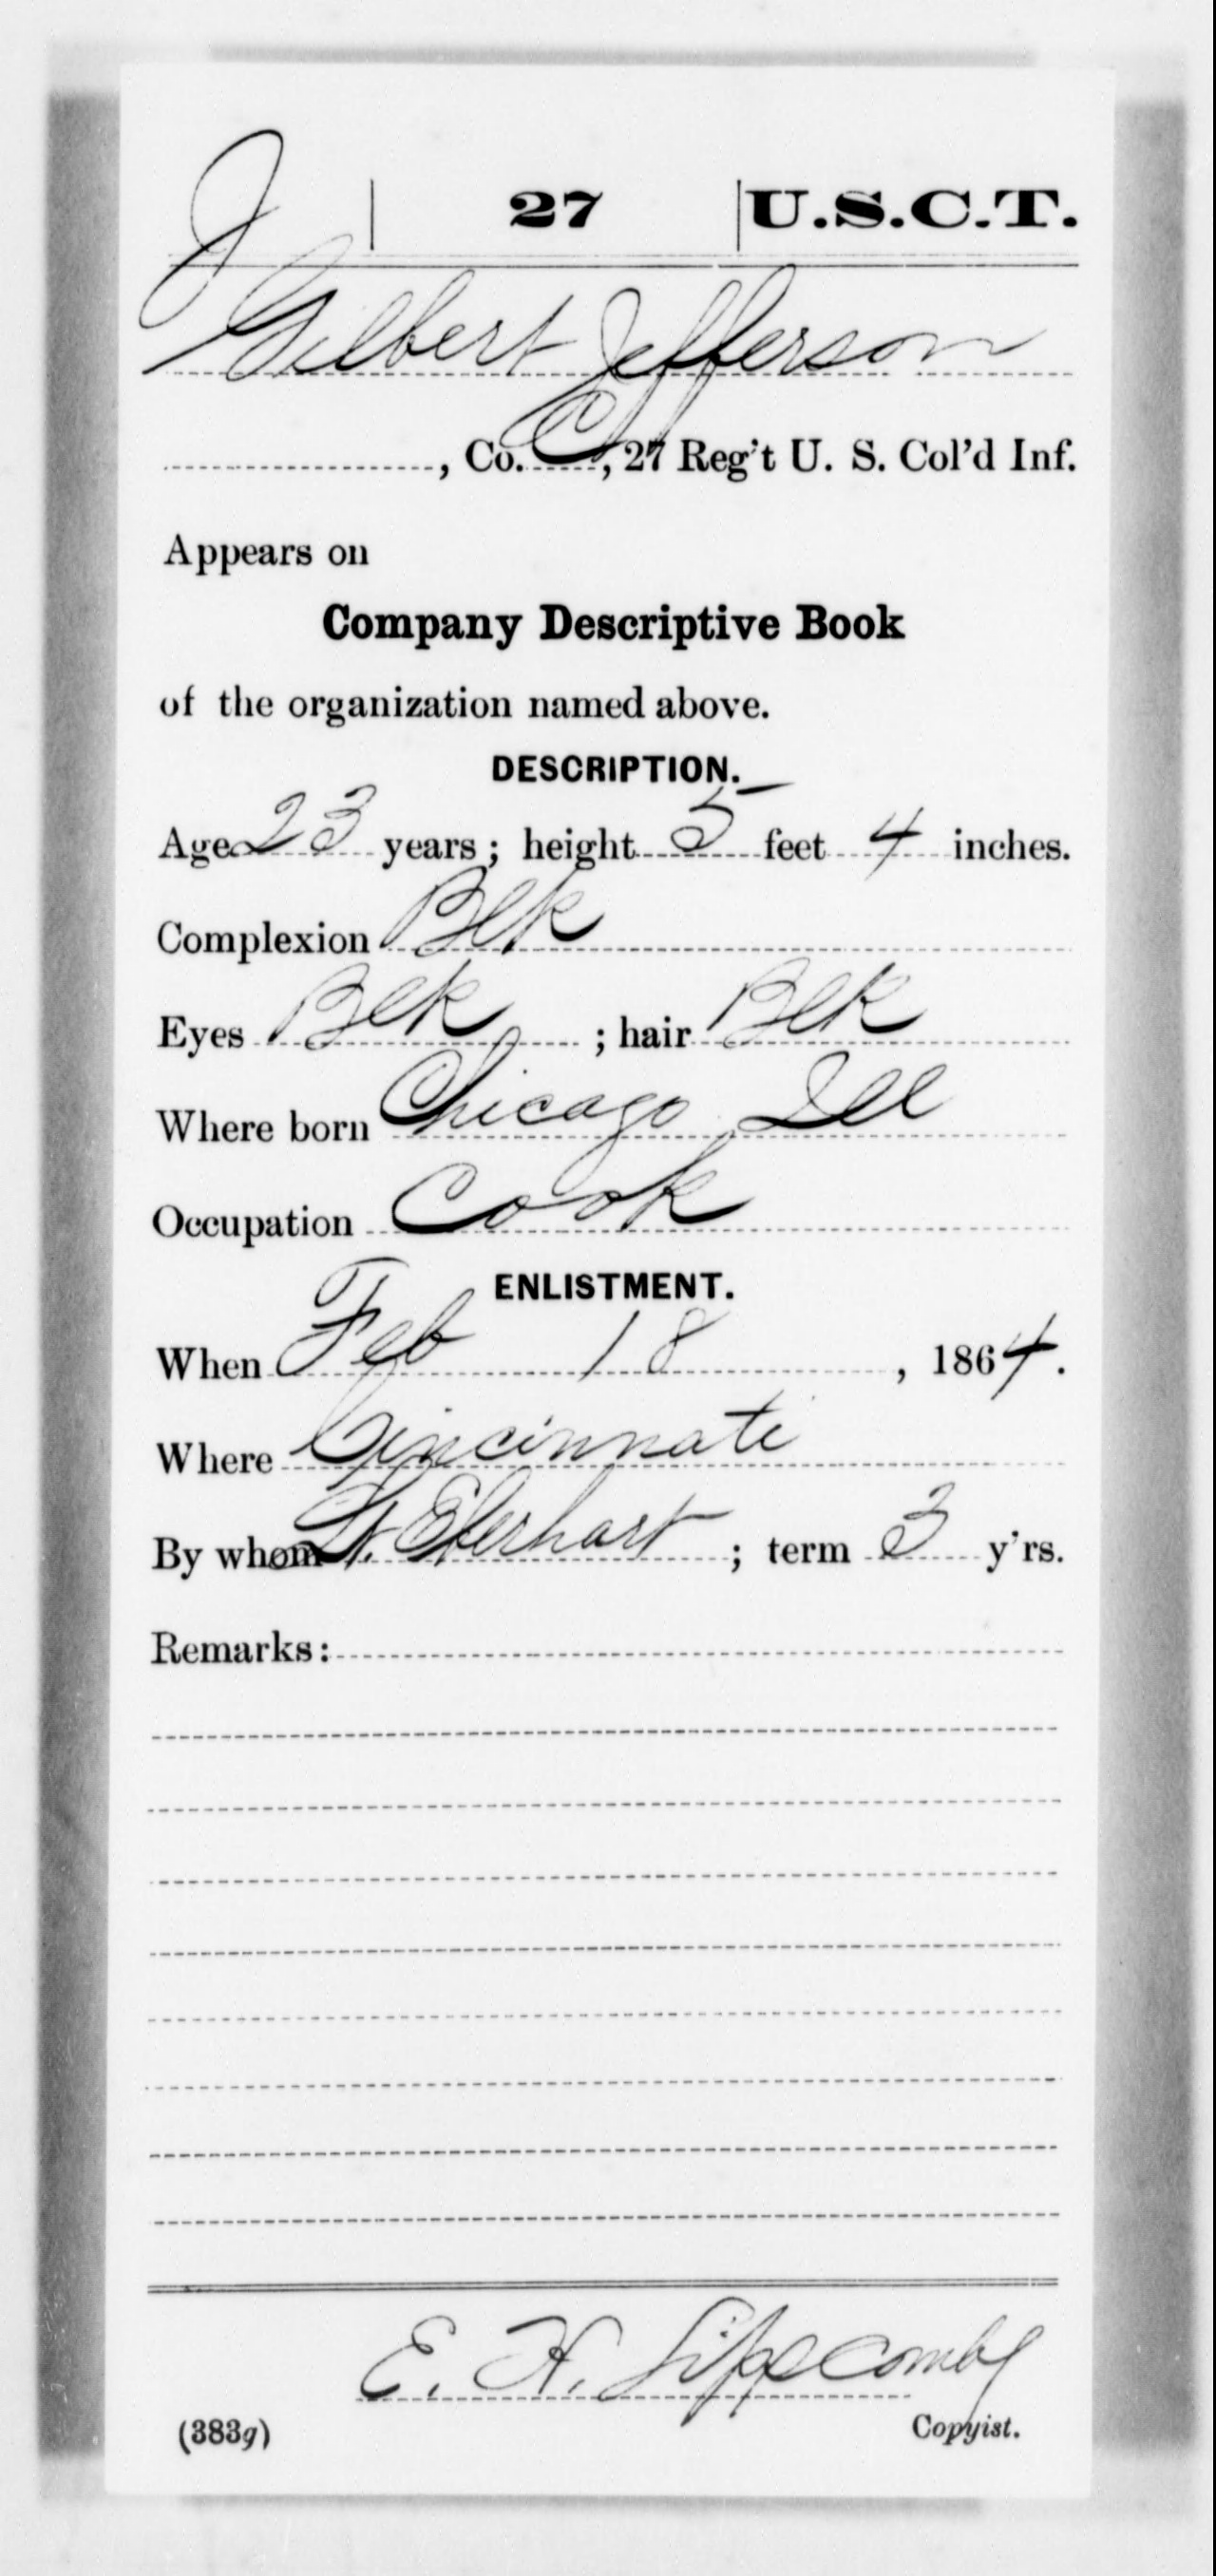 J | 27 | U.S.C.T.
Gilbert Jefferson
, Co. C, 27 Reg't U. S. Col'd Inf.
Appears on
Company Descriptive Book
of the organization named above.
DESCRIPTION.
Age 23 years; height 5 feet 4 inches.
Complexion Blk
Eyes Blk ; hair Blk
Where born Chicago Ill
Occupation Cook
ENLISTMENT.
When Feb 18, 1864.
Where Cincinnati
By whom Lt. Eberhart ; term 3 y'rs.
Remarks:
E. H. Lipscomb
(383g) Copyist.